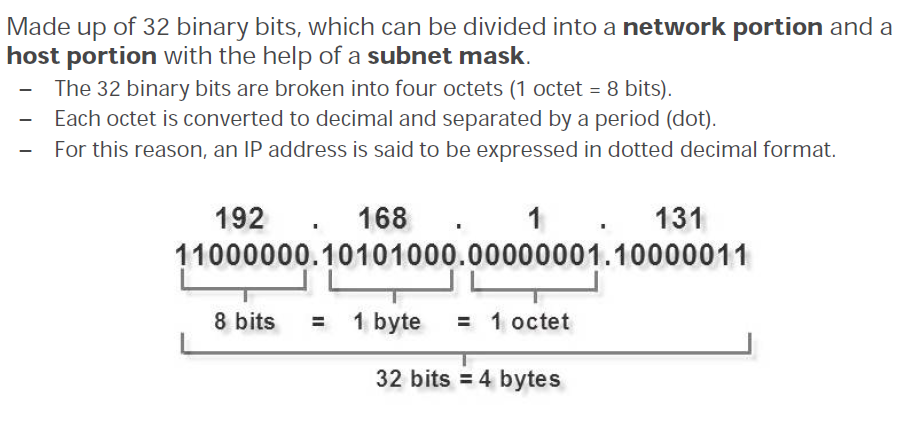 Made up of 32 binary bits, which can be divided into a network portion and a
host portion with the help of a subnet mask.
– The 32 binary bits are broken into four octets (1 octet = 8 bits).
– Each octet is converted to decimal and separated by a period (dot).
– For this reason, an IP address is said to be expressed in dotted decimal format.
192 . 168 . 1 . 131
11000000.10101000.00000001.10000011
8 bits = 1 byte = 1 octet
32 bits = 4 bytes